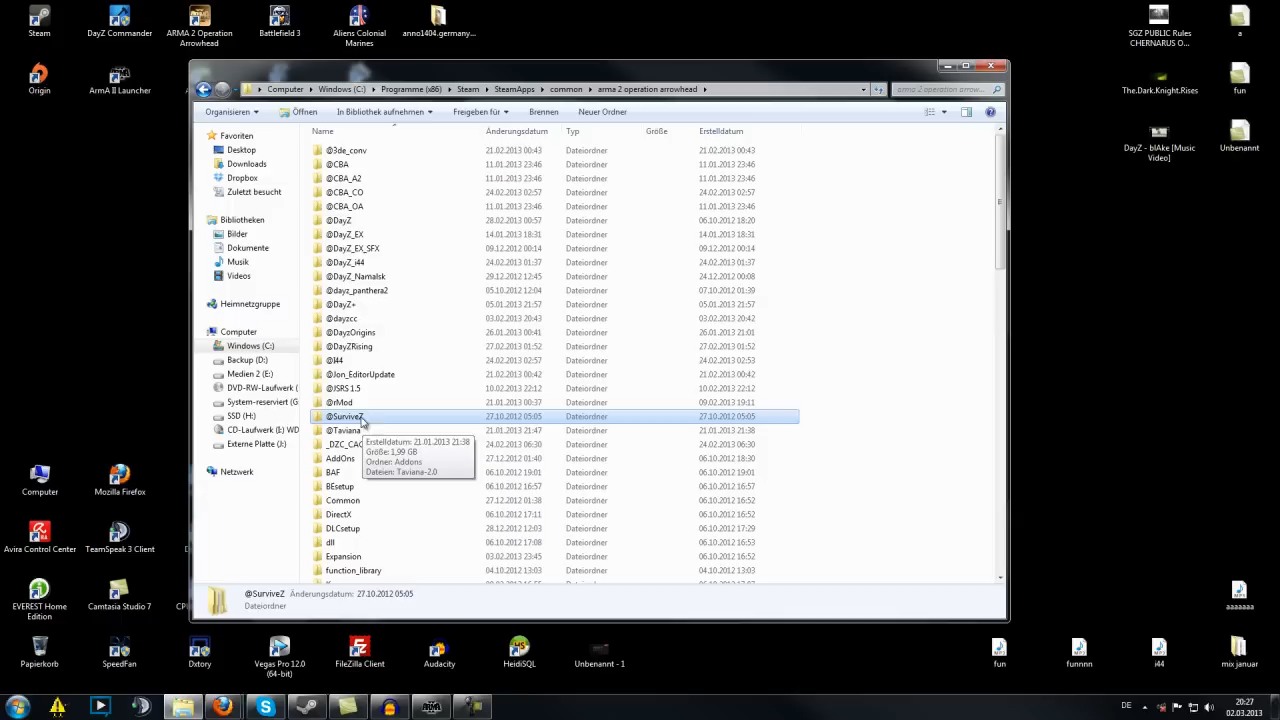 Steam
DayZ Commander
ARMA 2 Operation
Arrowhead
Battlefield 3
Aliens Colonial
Marines
anno1404.germany...
SGZ PUBLIC Rules
CHERNARUS O...
a
Origin
ArmA II Launcher
The.Dark.Knight.Rises
fun
DayZ - blAke [Music
Video]
Unbenannt
Computer
Windows (C:)
Programme (x86)
Steam
SteamApps
common
arma 2 operation arrowhead
arma 2 operation arrow...
Organisieren
Öffnen
In Bibliothek aufnehmen
Freigeben für
Brennen
Neuer Ordner
Favoriten
Desktop
Downloads
Dropbox
Zuletzt besucht
Bibliotheken
Bilder
Dokumente
Musik
Videos
Heimnetzgruppe
Computer
Windows (C:)
Backup (D:)
Medien 2 (E:)
DVD-RW-Laufwerk (
System-reserviert (G
SSD (H:)
CD-Laufwerk (I:) WD
Externe Platte (J:)
Netzwerk
Name Änderungsdatum Typ Größe Erstelldatum
@3de_conv 21.02.2013 00:43 Dateiordner 21.02.2013 00:43
@CBA 11.01.2013 23:46 Dateiordner 11.01.2013 23:46
@CBA_A2 11.01.2013 23:46 Dateiordner 11.01.2013 23:46
@CBA_CO 24.02.2013 02:57 Dateiordner 24.02.2013 02:57
@CBA_OA 11.01.2013 23:46 Dateiordner 11.01.2013 23:46
@DayZ 28.02.2013 00:57 Dateiordner 06.10.2012 18:20
@DayZ_EX 14.01.2013 18:31 Dateiordner 14.01.2013 18:31
@DayZ_EX_SFX 09.12.2012 00:14 Dateiordner 09.12.2012 00:14
@DayZ_i44 24.02.2013 01:37 Dateiordner 24.02.2013 01:37
@DayZ_Namalsk 29.12.2012 12:45 Dateiordner 24.12.2012 00:08
@dayz_panthera2 05.10.2012 12:04 Dateiordner 07.10.2012 01:39
@DayZ+ 05.01.2013 21:57 Dateiordner 05.01.2013 21:57
@dayzcc 03.02.2013 20:43 Dateiordner 03.02.2013 20:42
@DayzOrigins 26.01.2013 00:41 Dateiordner 26.01.2013 21:01
@DayZRising 27.02.2013 01:52 Dateiordner 27.02.2013 01:52
@I44 24.02.2013 02:57 Dateiordner 24.02.2013 02:53
@Jon_EditorUpdate 21.02.2013 00:42 Dateiordner 21.02.2013 00:42
@JSRS 1.5 10.02.2013 22:12 Dateiordner 10.02.2013 22:12
@rMod 21.01.2013 00:37 Dateiordner 09.02.2013 19:11
@SurviveZ 27.10.2012 05:05 Dateiordner 27.10.2012 05:05
@Taviana 21.01.2013 21:47 Dateiordner 21.01.2013 21:38
_DZC_CAC 24.02.2013 06:30 Dateiordner 24.02.2013 06:30
AddOns 27.12.2012 01:40 Dateiordner 06.10.2012 18:30
BAF 06.10.2012 19:01 Dateiordner 06.10.2012 19:01
BEsetup 06.10.2012 16:57 Dateiordner 06.10.2012 16:57
Common 27.12.2012 01:38 Dateiordner 06.10.2012 16:52
DirectX 06.10.2012 17:11 Dateiordner 06.10.2012 16:52
DLCsetup 28.12.2012 12:03 Dateiordner 06.10.2012 17:29
dll 06.10.2012 17:08 Dateiordner 06.10.2012 16:53
Expansion 03.02.2013 23:45 Dateiordner 06.10.2012 16:52
function_library 04.10.2012 13:03 Dateiordner 04.10.2012 13:03
Erstelldatum: 21.01.2013 21:38
Größe: 1,99 GB
Ordner: Addons
Dateien: Taviana-2.0
@SurviveZ Änderungsdatum: 27.10.2012 05:05
Dateiordner
Computer
Mozilla Firefox
Avira Control Center
TeamSpeak 3 Client
EVEREST Home
Edition
Camtasia Studio 7
Papierkorb
SpeedFan
Dxtory
Vegas Pro 12.0
(64-bit)
FileZilla Client
Audacity
HeidiSQL
Unbenannt - 1
aaaaaaa
fun
funnnn
i44
mix januar
DE
20:27
02.03.2013